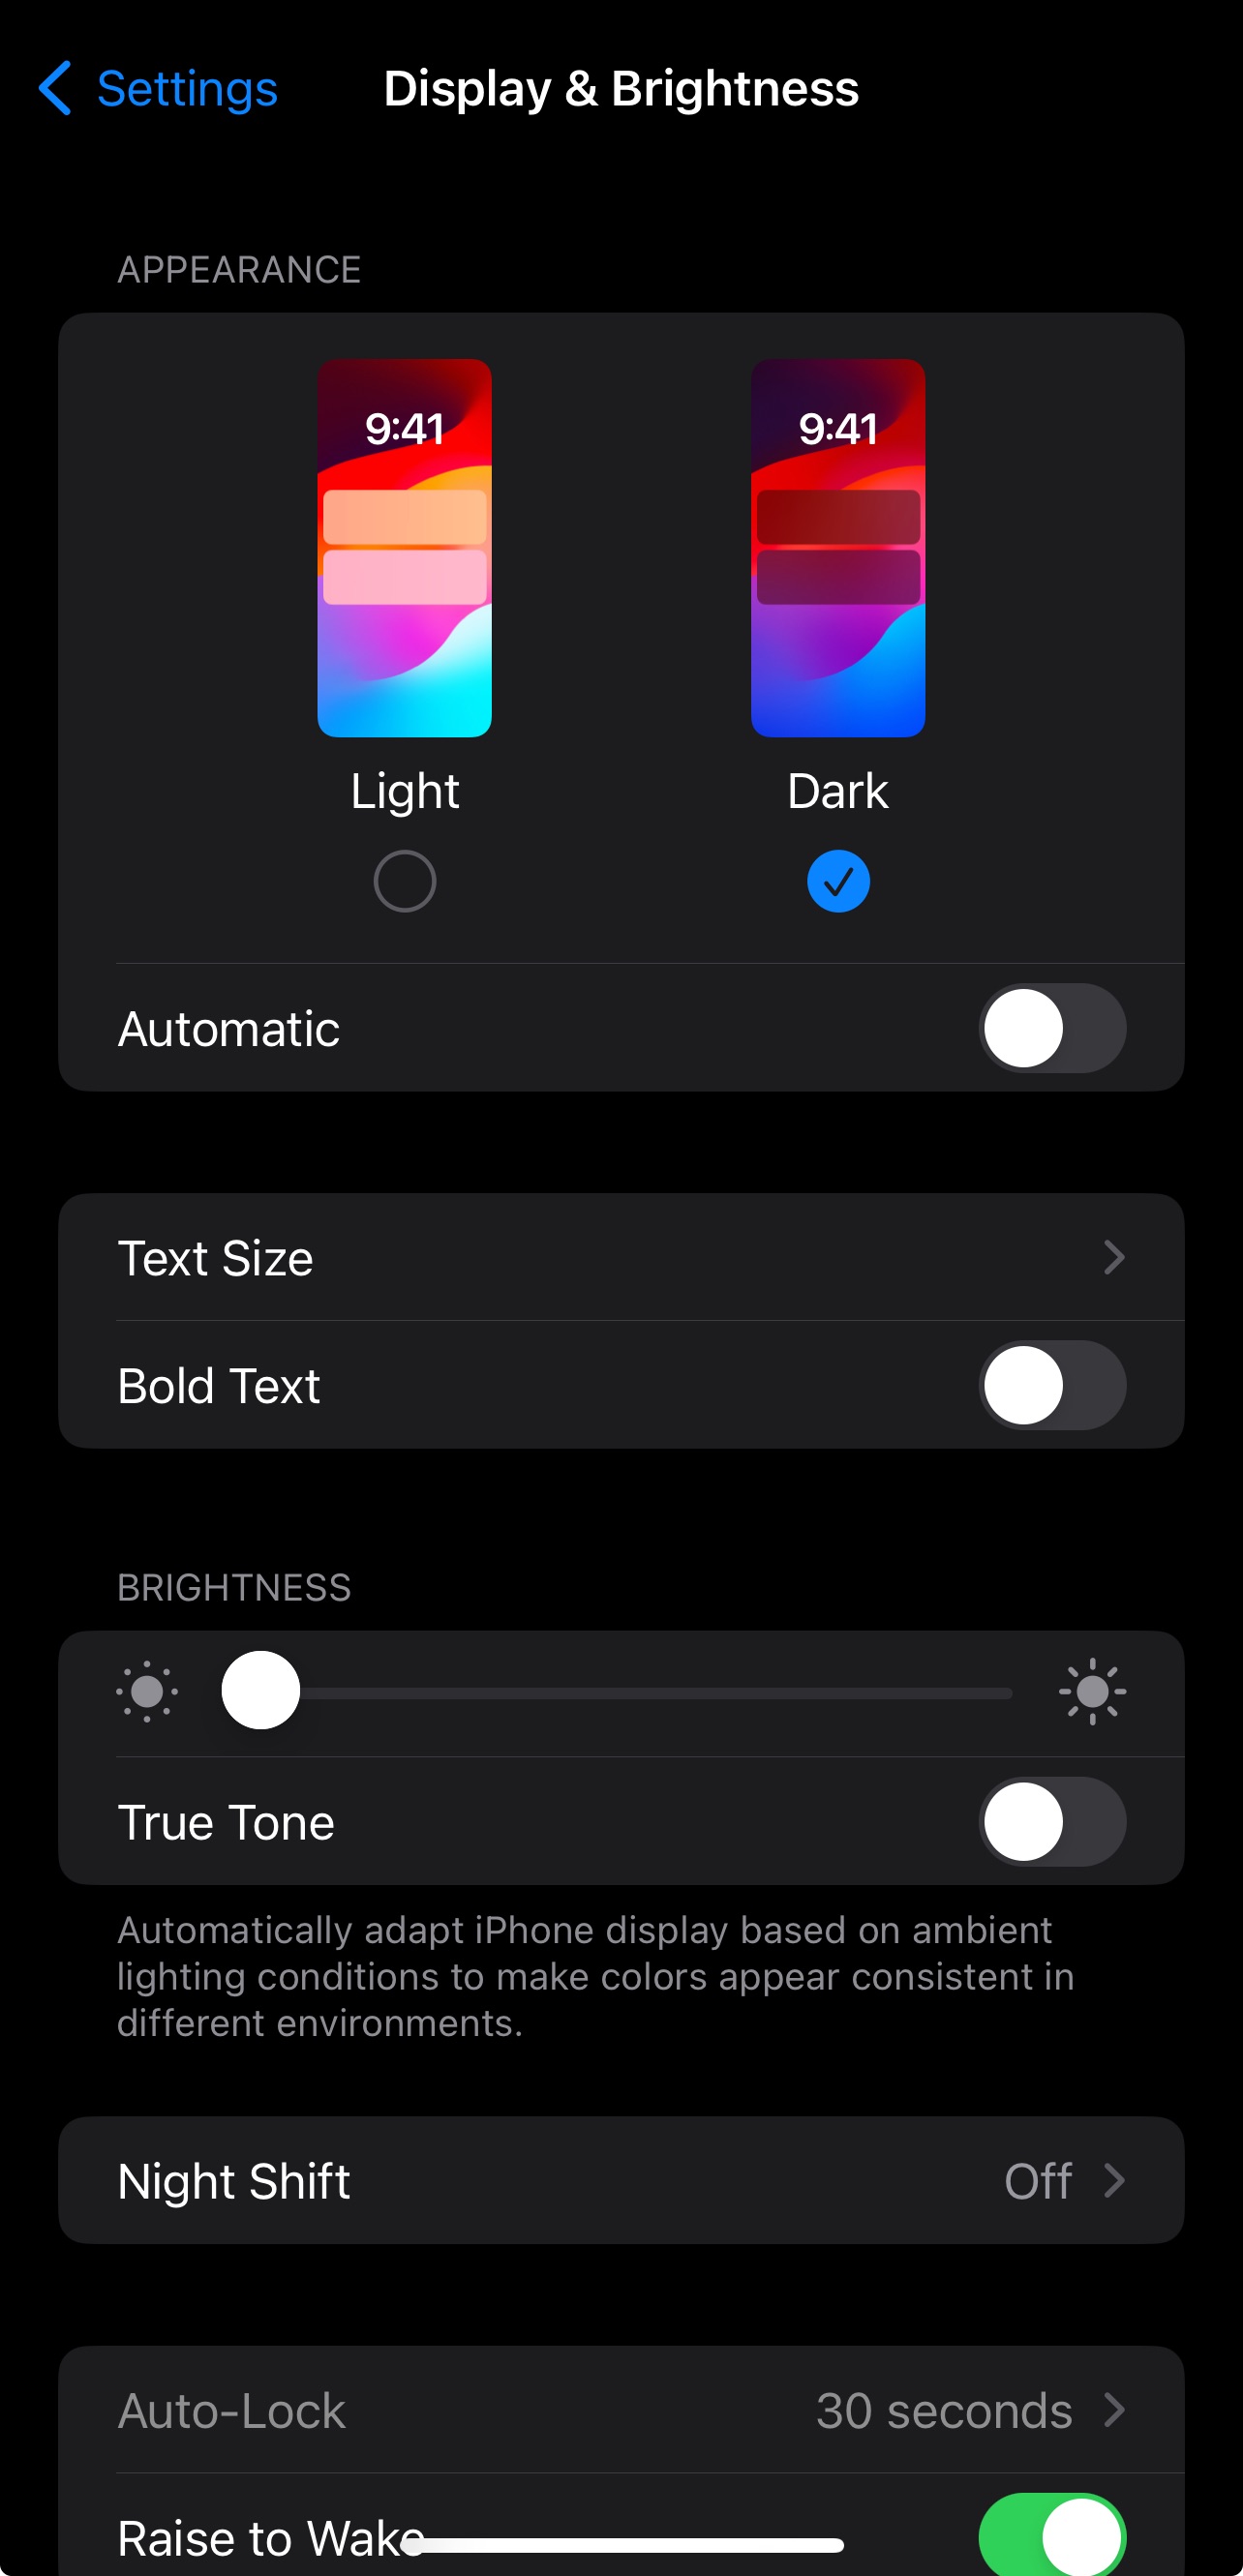 Settings
Display & Brightness
APPEARANCE
9:41
9:41
Light
Dark
Automatic
Text Size
Bold Text
BRIGHTNESS
True Tone
Automatically adapt iPhone display based on ambient
lighting conditions to make colors appear consistent in
different environments.
Night Shift
Off
Auto-Lock
30 seconds
Raise to Wake